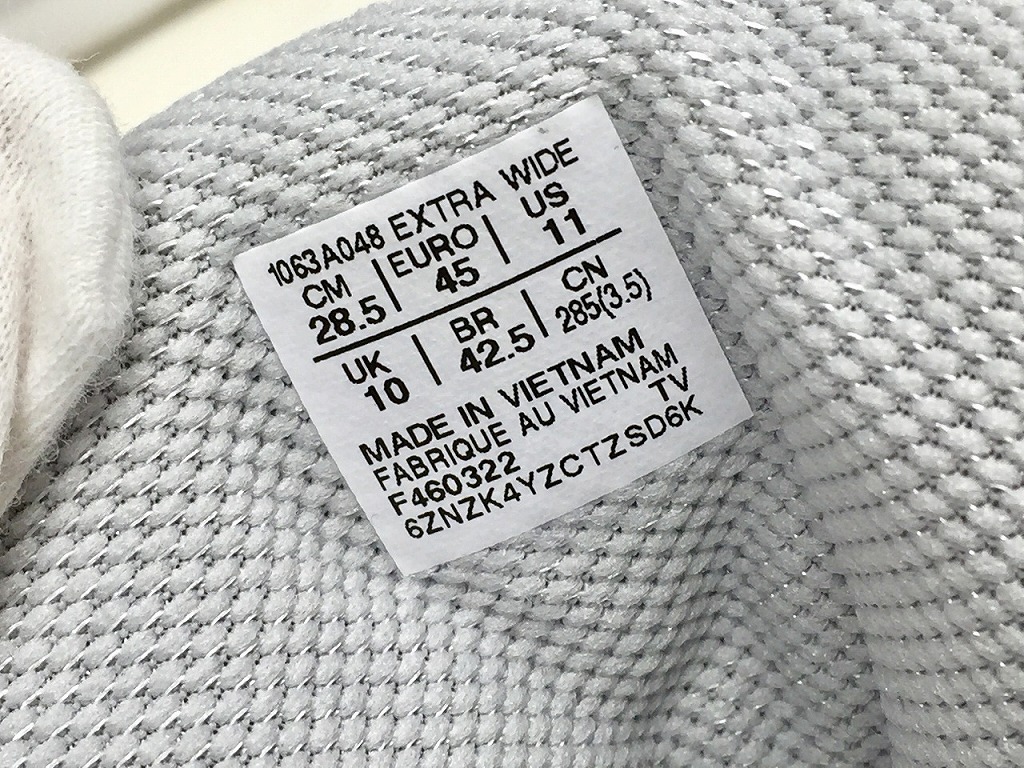 1063A048 EXTRA WIDE
CM | EURO | US
28.5 | 45 | 11
UK | BR | CN
10 | 42.5 | 285(3.5)
MADE IN VIETNAM
FABRIQUE AU VIETNAM
F460322 TV
6ZNZK4YZCTZSD6K